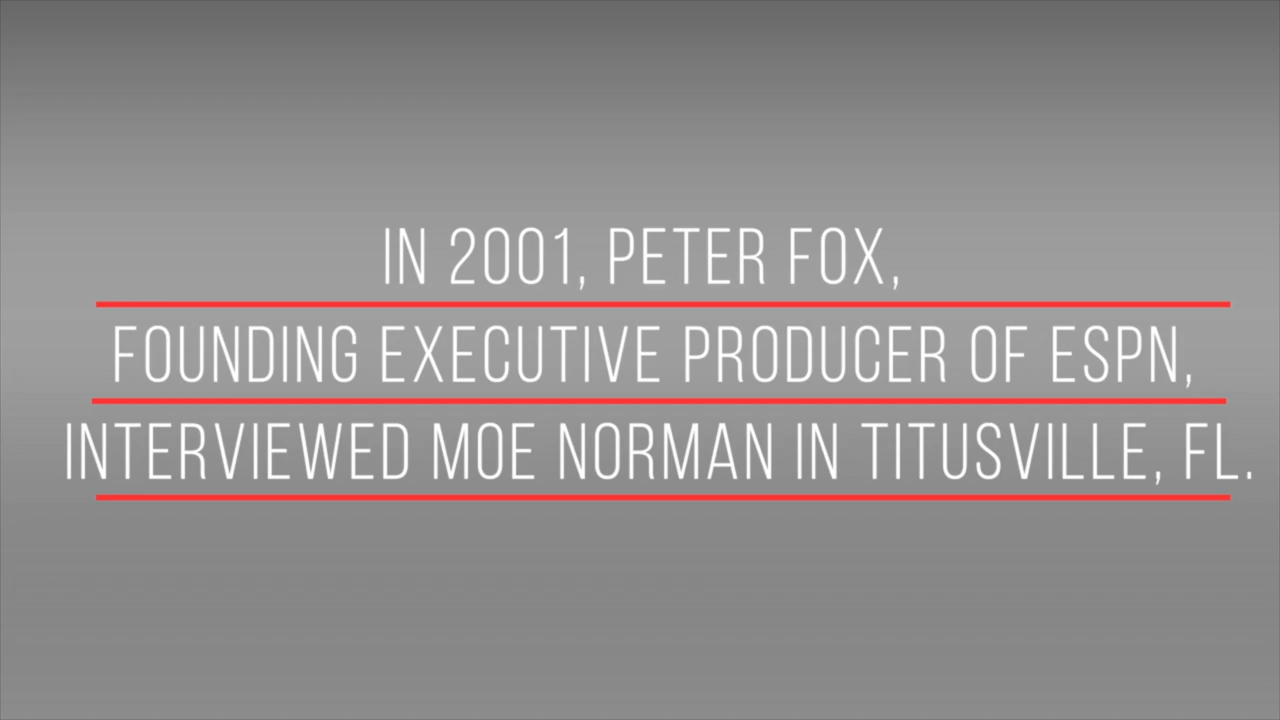 IN 2001, PETER FOX,
FOUNDING EXECUTIVE PRODUCER OF ESPN,
INTERVIEWED MOE NORMAN IN TITUSVILLE, FL.